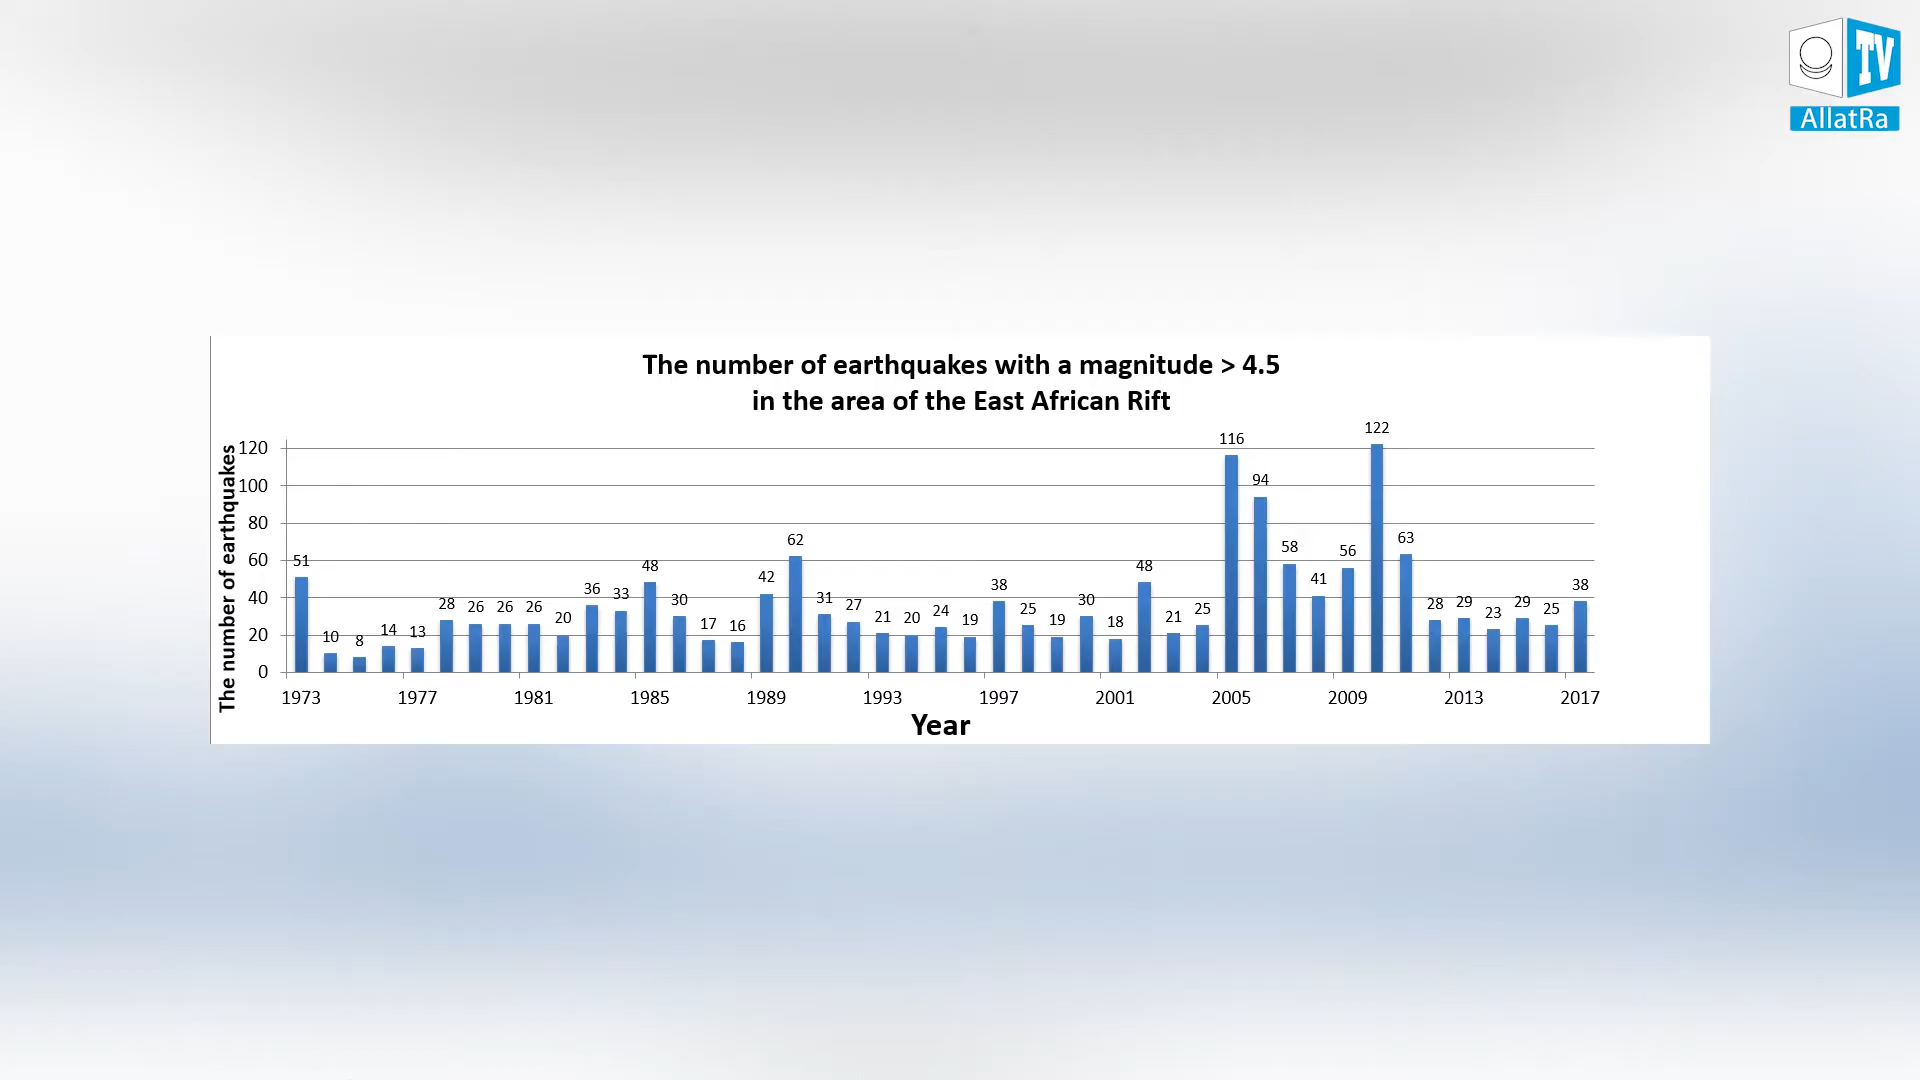 TV
AllatRa
The number of earthquakes with a magnitude > 4.5
in the area of the East African Rift
The number of earthquakes
120
100
80
60
40
20
0
51 10 8 14 13 28 26 26 26 20 36 33 48 30 17 16 42 62 31 27 21 20 24 19 38 25 19 30 18 48 21 25 116 94 58 41 56 122 63 28 29 23 29 25 38
1973 1977 1981 1985 1989 1993 1997 2001 2005 2009 2013 2017
Year